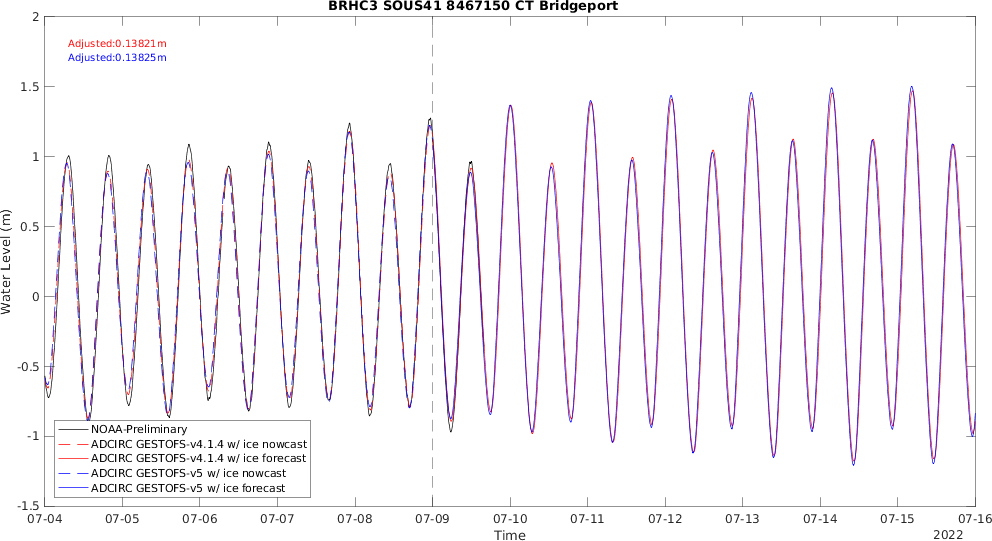 BRHC3 SOUS41 8467150 CT Bridgeport
Adjusted:0.13821m
Adjusted:0.13825m
2
1.5
1
0.5
0
-0.5
-1
-1.5
Water Level (m)
NOAA-Preliminary
ADCIRC GESTOFS-v4.1.4 w/ ice nowcast
ADCIRC GESTOFS-v4.1.4 w/ ice forecast
ADCIRC GESTOFS-v5 w/ ice nowcast
ADCIRC GESTOFS-v5 w/ ice forecast
07-04 07-05 07-06 07-07 07-08 07-09 07-10 07-11 07-12 07-13 07-14 07-15 07-16
Time
2022